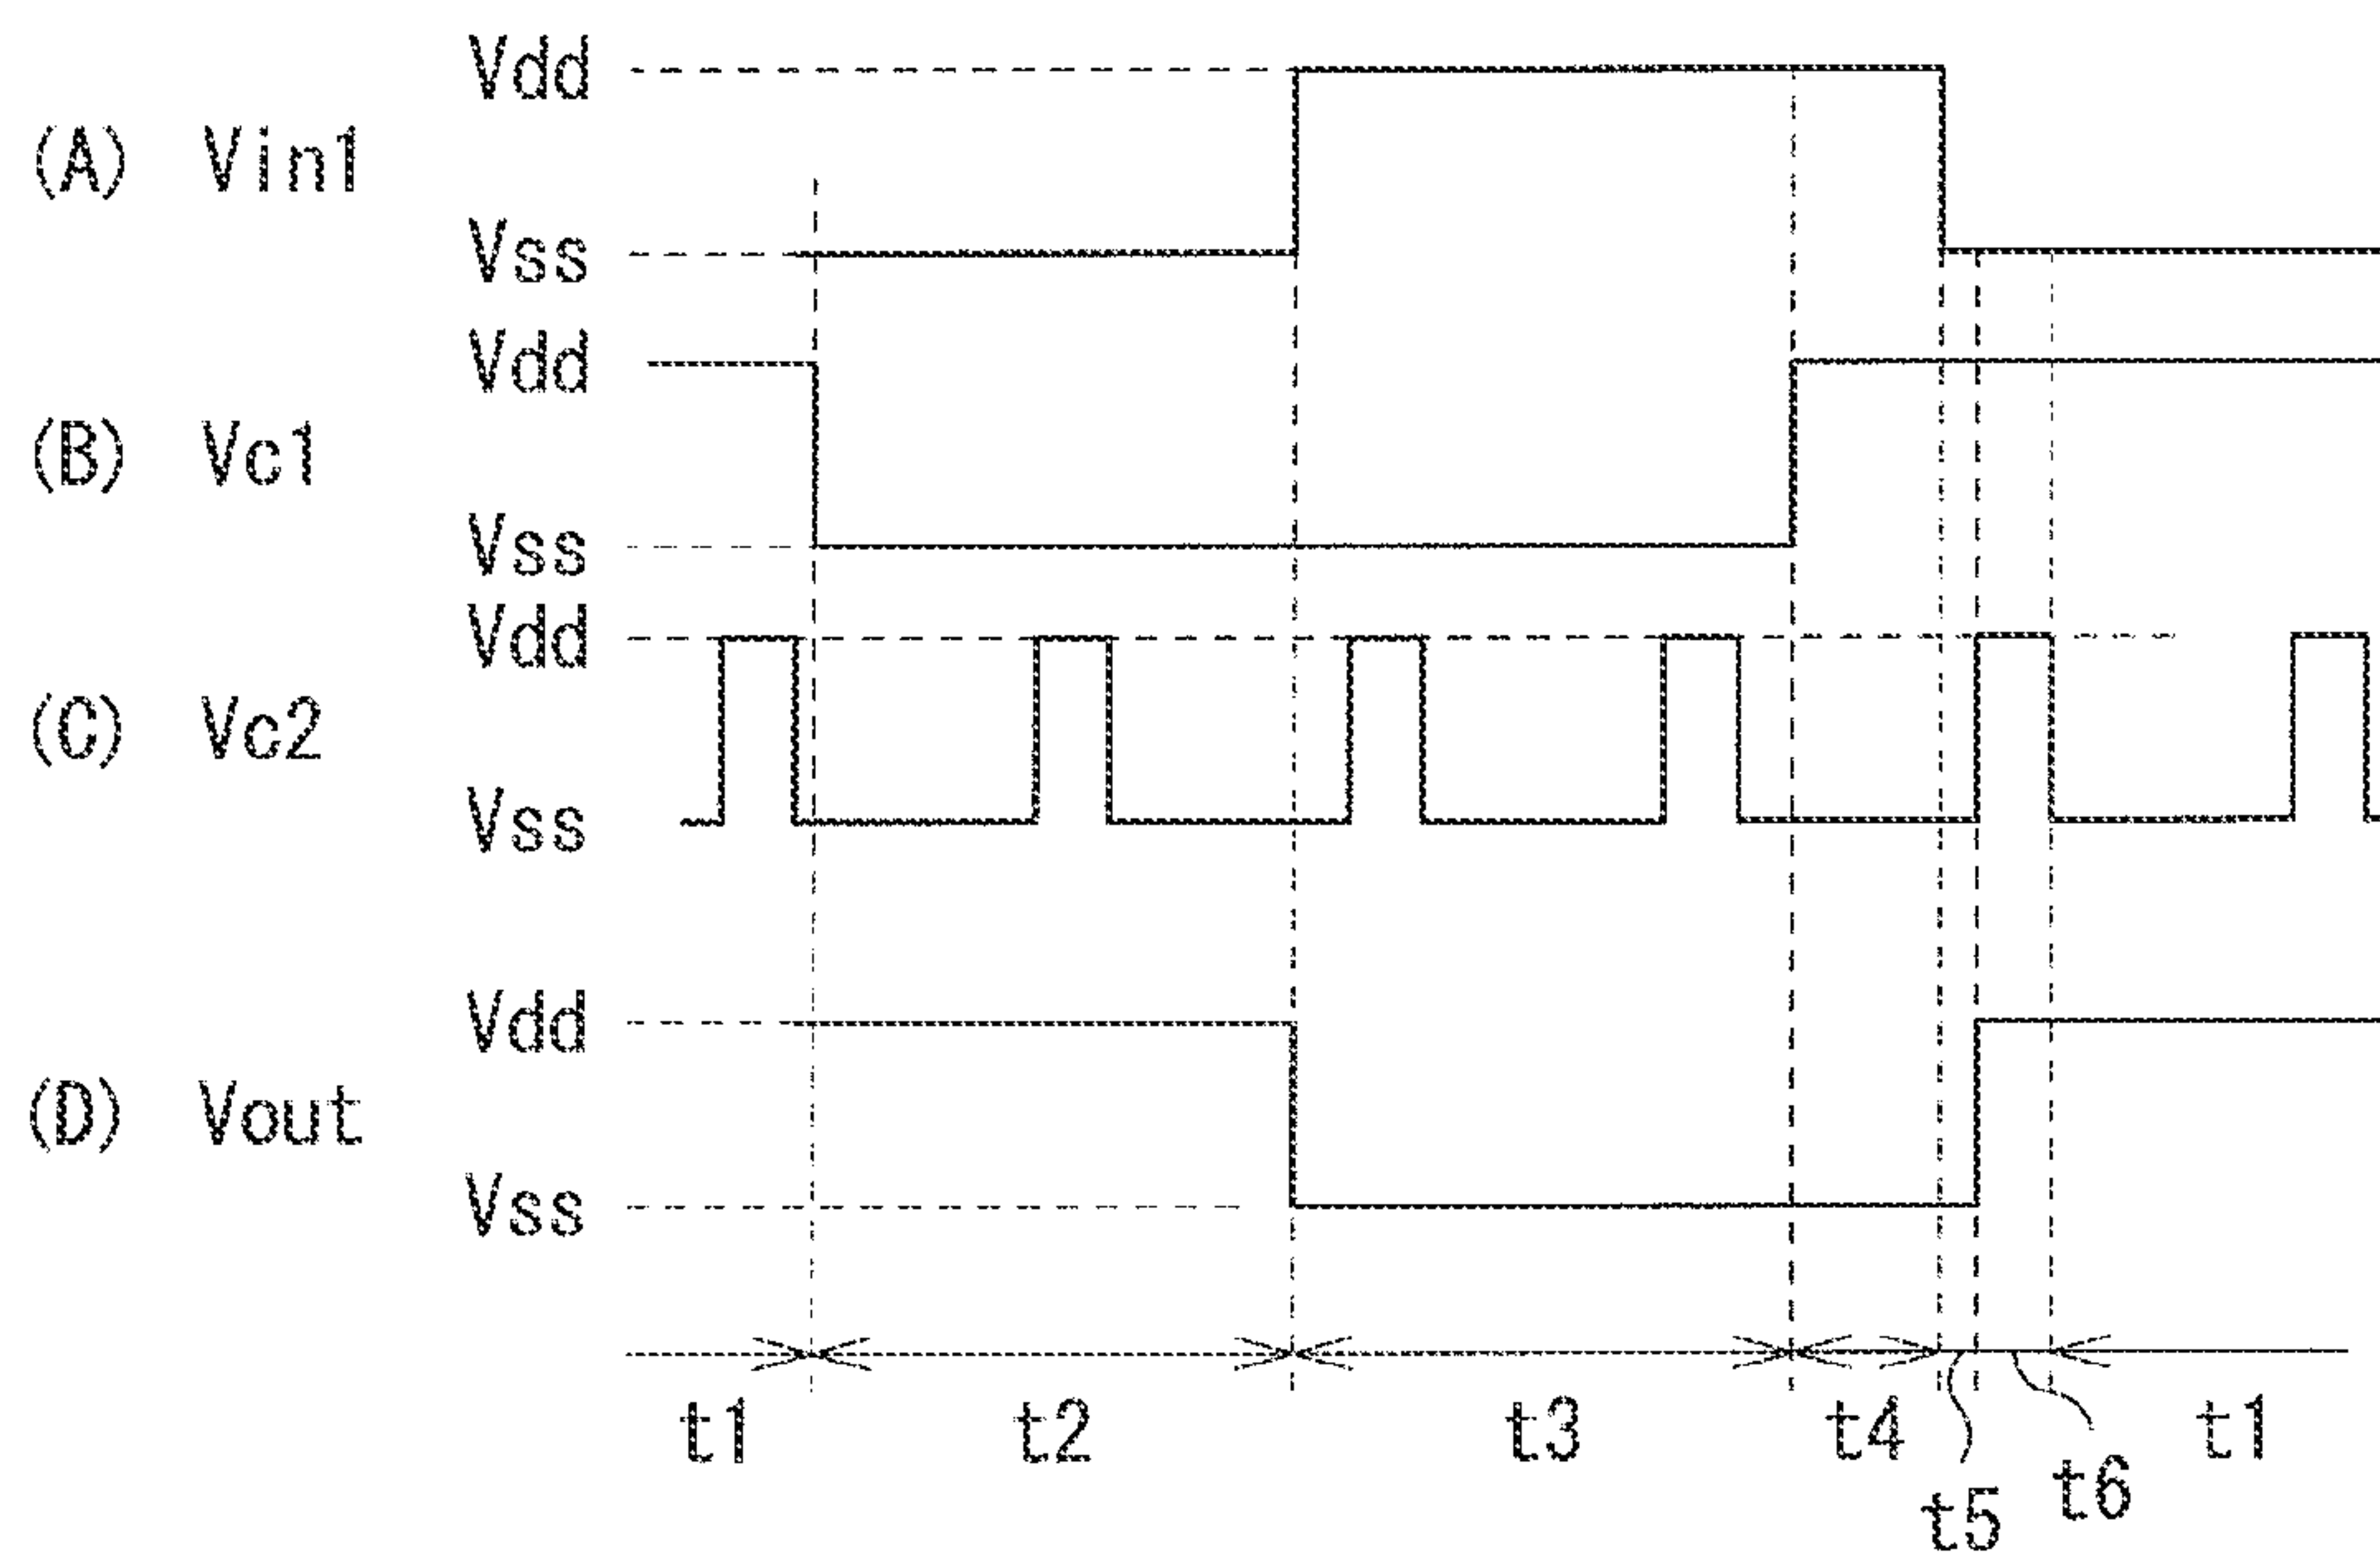 Vdd
(A) Vin1
Vss
Vdd
(B) Vc1
Vss
Vdd
(C) Vc2
Vss
Vdd
(D) Vout
Vss
t1 t2 t3 t4 t5 t6 t1